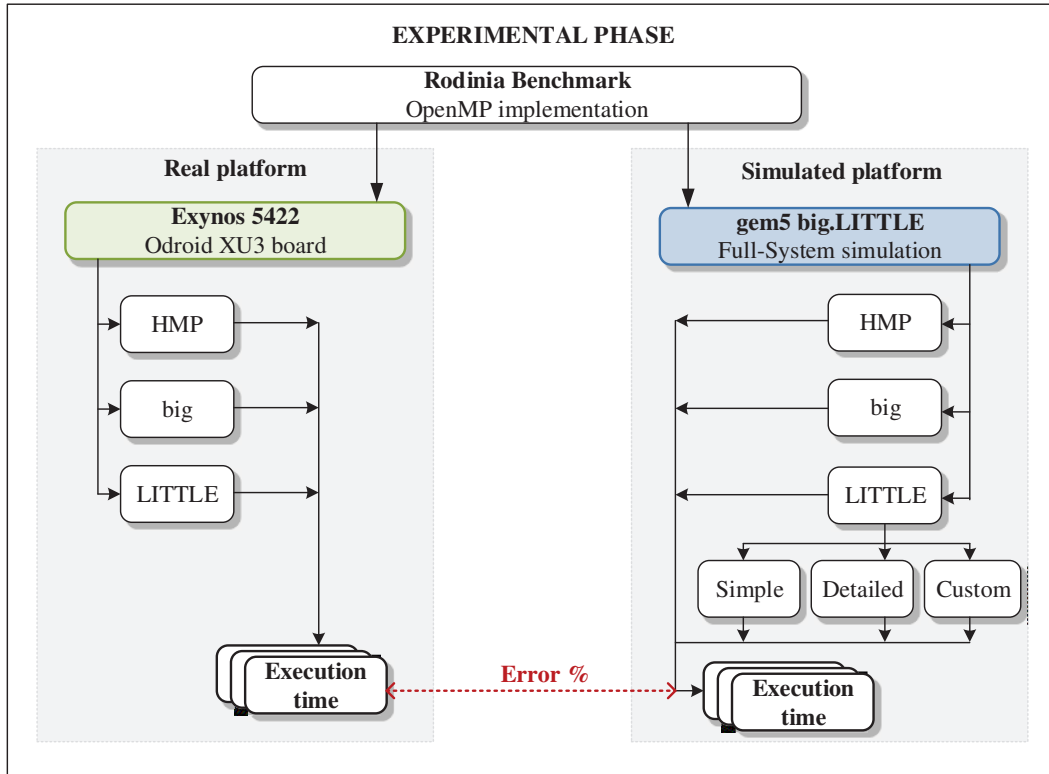 EXPERIMENTAL PHASE
Rodinia Benchmark
OpenMP implementation
Real platform
Exynos 5422
Odroid XU3 board
HMP
big
LITTLE
Execution
time
Error %
Simulated platform
gem5 big.LITTLE
Full-System simulation
HMP
big
LITTLE
Simple
Detailed
Custom
Execution
time